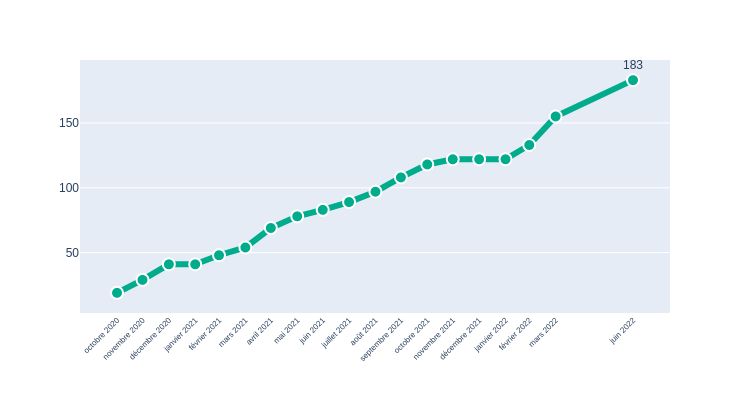 183
150
100
50
octobre 2020
novembre 2020
décembre 2020
janvier 2021
février 2021
mars 2021
avril 2021
mai 2021
juin 2021
juillet 2021
août 2021
septembre 2021
octobre 2021
novembre 2021
décembre 2021
janvier 2022
février 2022
mars 2022
juin 2022